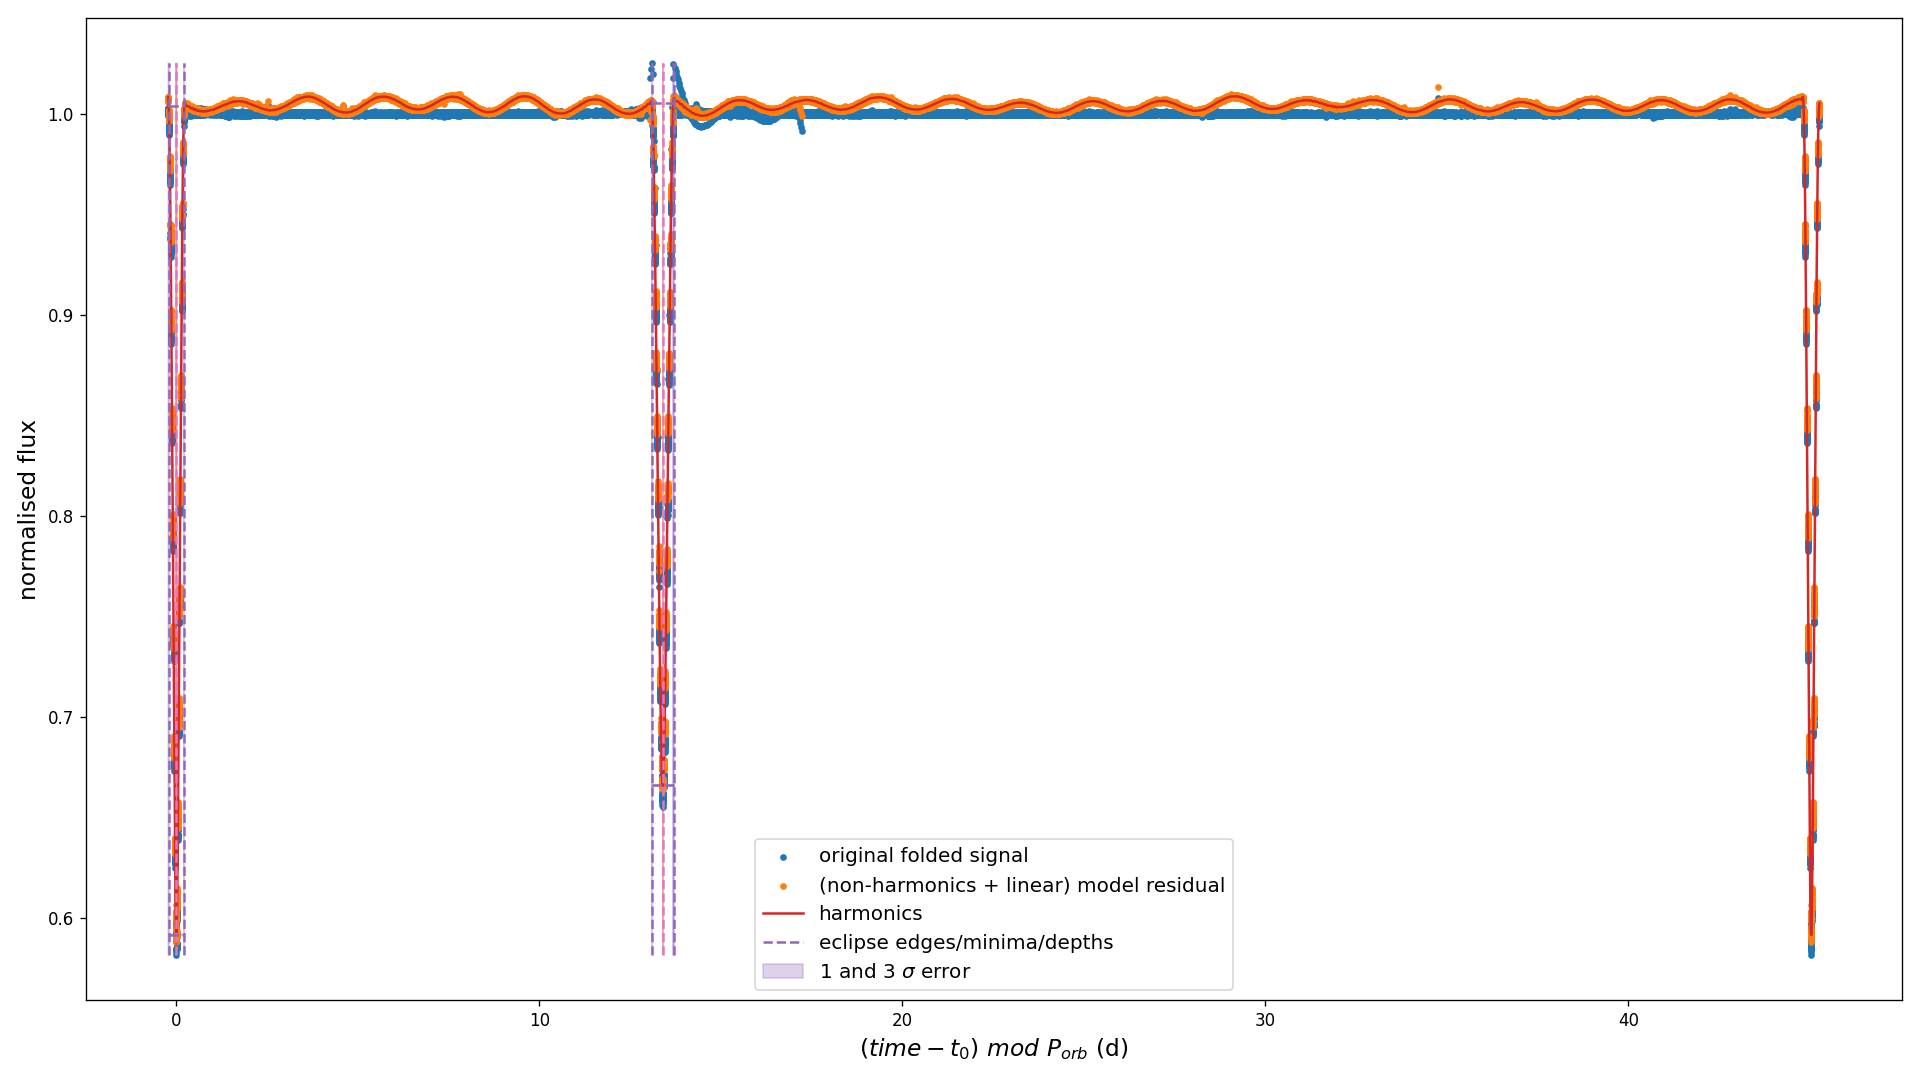 normalised flux
1.0
0.9
0.8
0.7
0.6
original folded signal
(non-harmonics + linear) model residual
harmonics
eclipse edges/minima/depths
1 and 3 σ error
0
10
20
30
40
(time − t₀) mod Pₒᵣb (d)